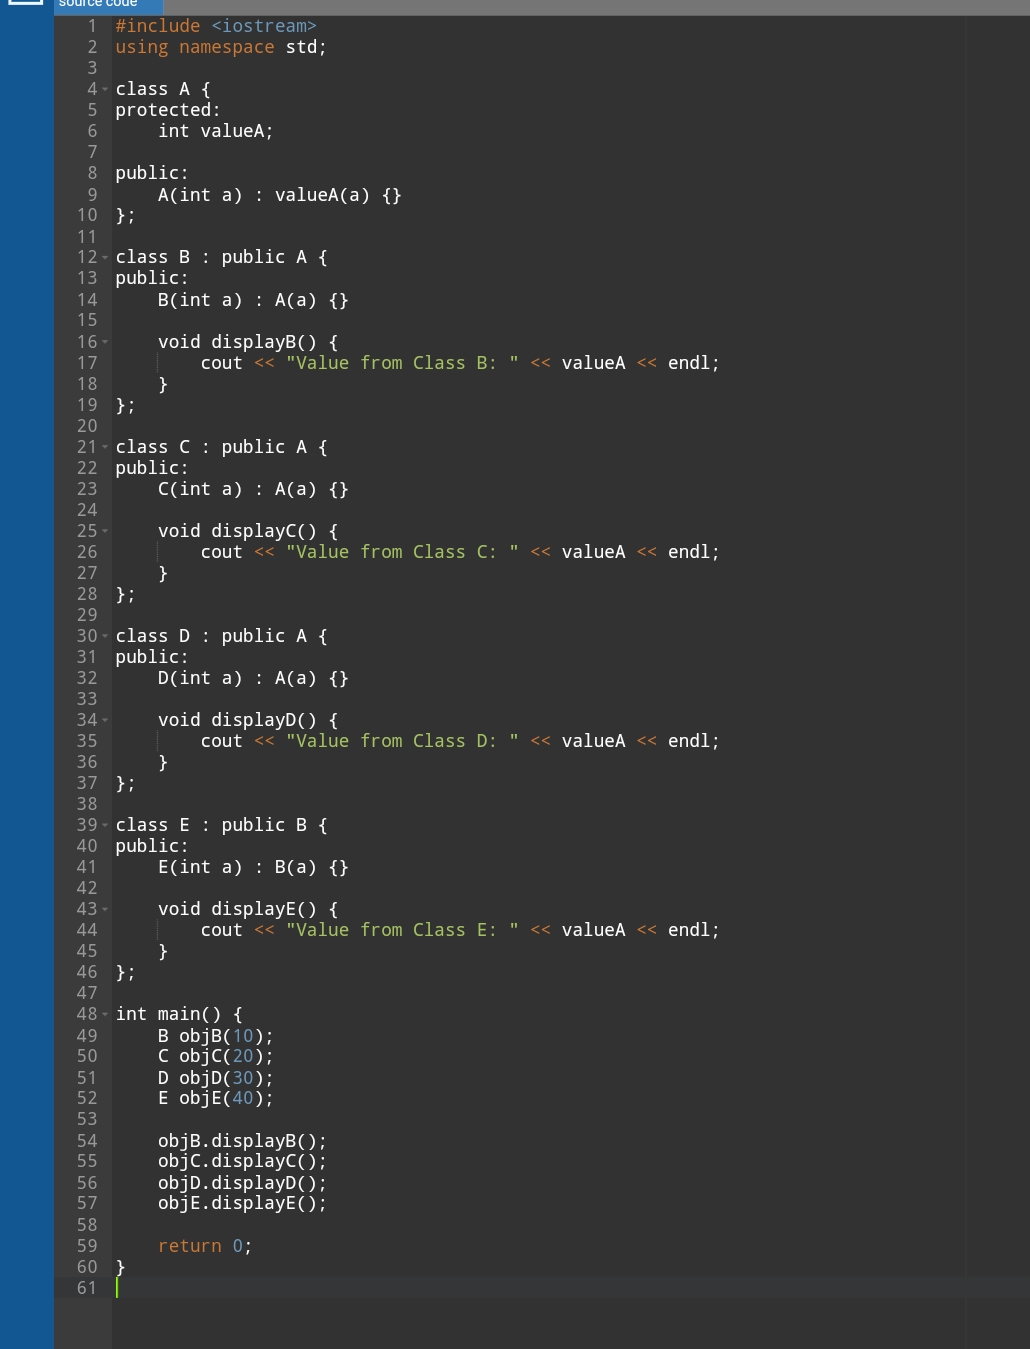 source code
1 #include <iostream>
2 using namespace std;
3
4 class A {
5 protected:
6     int valueA;
7
8 public:
9     A(int a) : valueA(a) {}
10 };
11
12 class B : public A {
13 public:
14     B(int a) : A(a) {}
15
16     void displayB() {
17         cout << "Value from Class B: " << valueA << endl;
18     }
19 };
20
21 class C : public A {
22 public:
23     C(int a) : A(a) {}
24
25     void displayC() {
26         cout << "Value from Class C: " << valueA << endl;
27     }
28 };
29
30 class D : public A {
31 public:
32     D(int a) : A(a) {}
33
34     void displayD() {
35         cout << "Value from Class D: " << valueA << endl;
36     }
37 };
38
39 class E : public B {
40 public:
41     E(int a) : B(a) {}
42
43     void displayE() {
44         cout << "Value from Class E: " << valueA << endl;
45     }
46 };
47
48 int main() {
49     B objB(10);
50     C objC(20);
51     D objD(30);
52     E objE(40);
53
54     objB.displayB();
55     objC.displayC();
56     objD.displayD();
57     objE.displayE();
58
59     return 0;
60 }
61